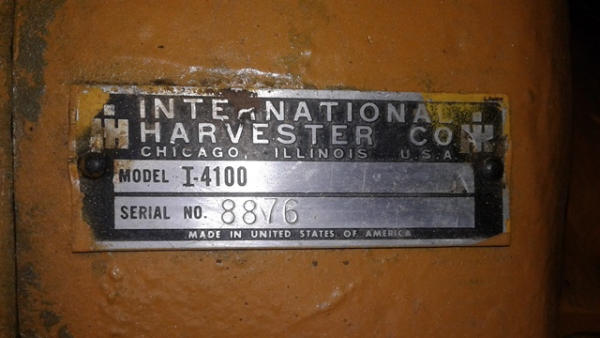 INTERNATIONAL
HARVESTER CO
CHICAGO, ILLINOIS U.S.A.
MODEL I-4100
SERIAL NO. 8876
MADE IN UNITED STATES OF AMERICA